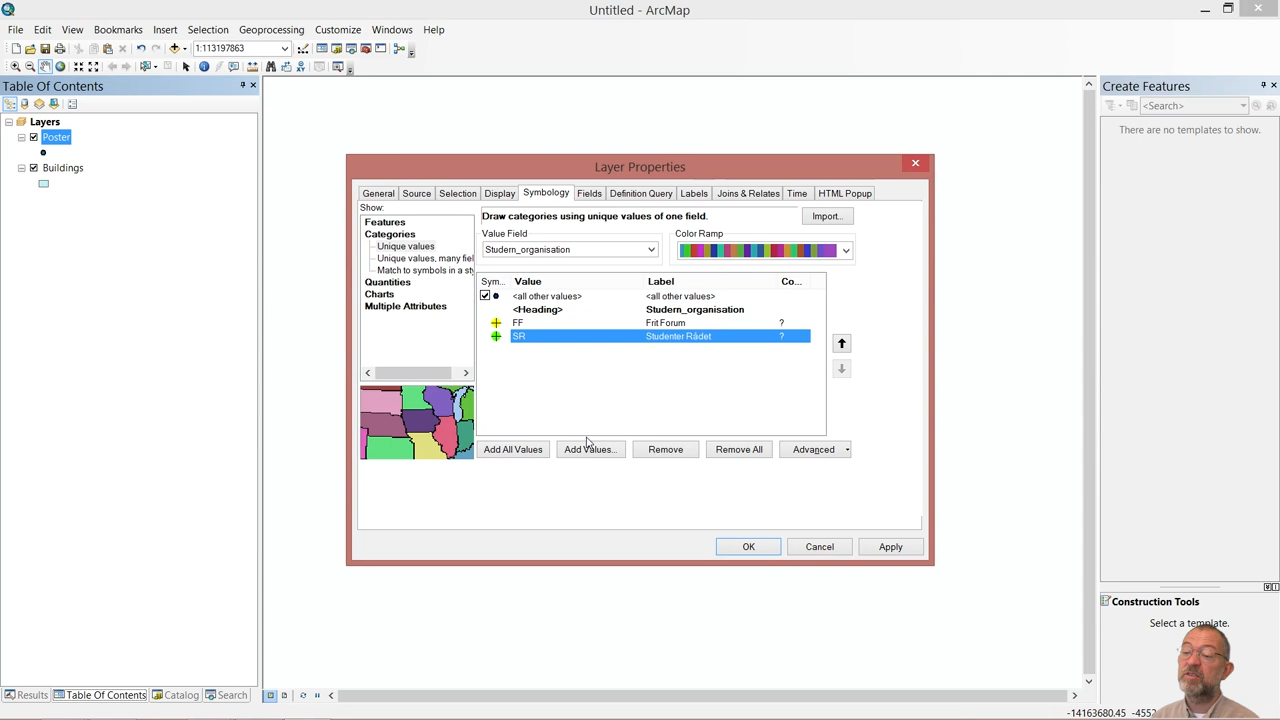 Untitled - ArcMap
File Edit View Bookmarks Insert Selection Geoprocessing Customize Windows Help
1:113197863
Table Of Contents
Layers
Poster
Buildings
Layer Properties
General Source Selection Display Symbology Fields Definition Query Labels Joins & Relates Time HTML Popup
Show:
Features
Categories
Unique values
Unique values, many fiel
Match to symbols in a sty
Quantities
Charts
Multiple Attributes
Draw categories using unique values of one field.
Import...
Value Field
Studern_organisation
Color Ramp
Sym... Value Label Co...
<all other values> <all other values>
<Heading> Studern_organisation
FF Frit Forum ?
SR Studenter Rådet ?
Add All Values Add Values... Remove Remove All Advanced
OK Cancel Apply
Create Features
<Search>
There are no templates to show.
Construction Tools
Select a template.
Results Table Of Contents Catalog Search
-14163680.45 -4552